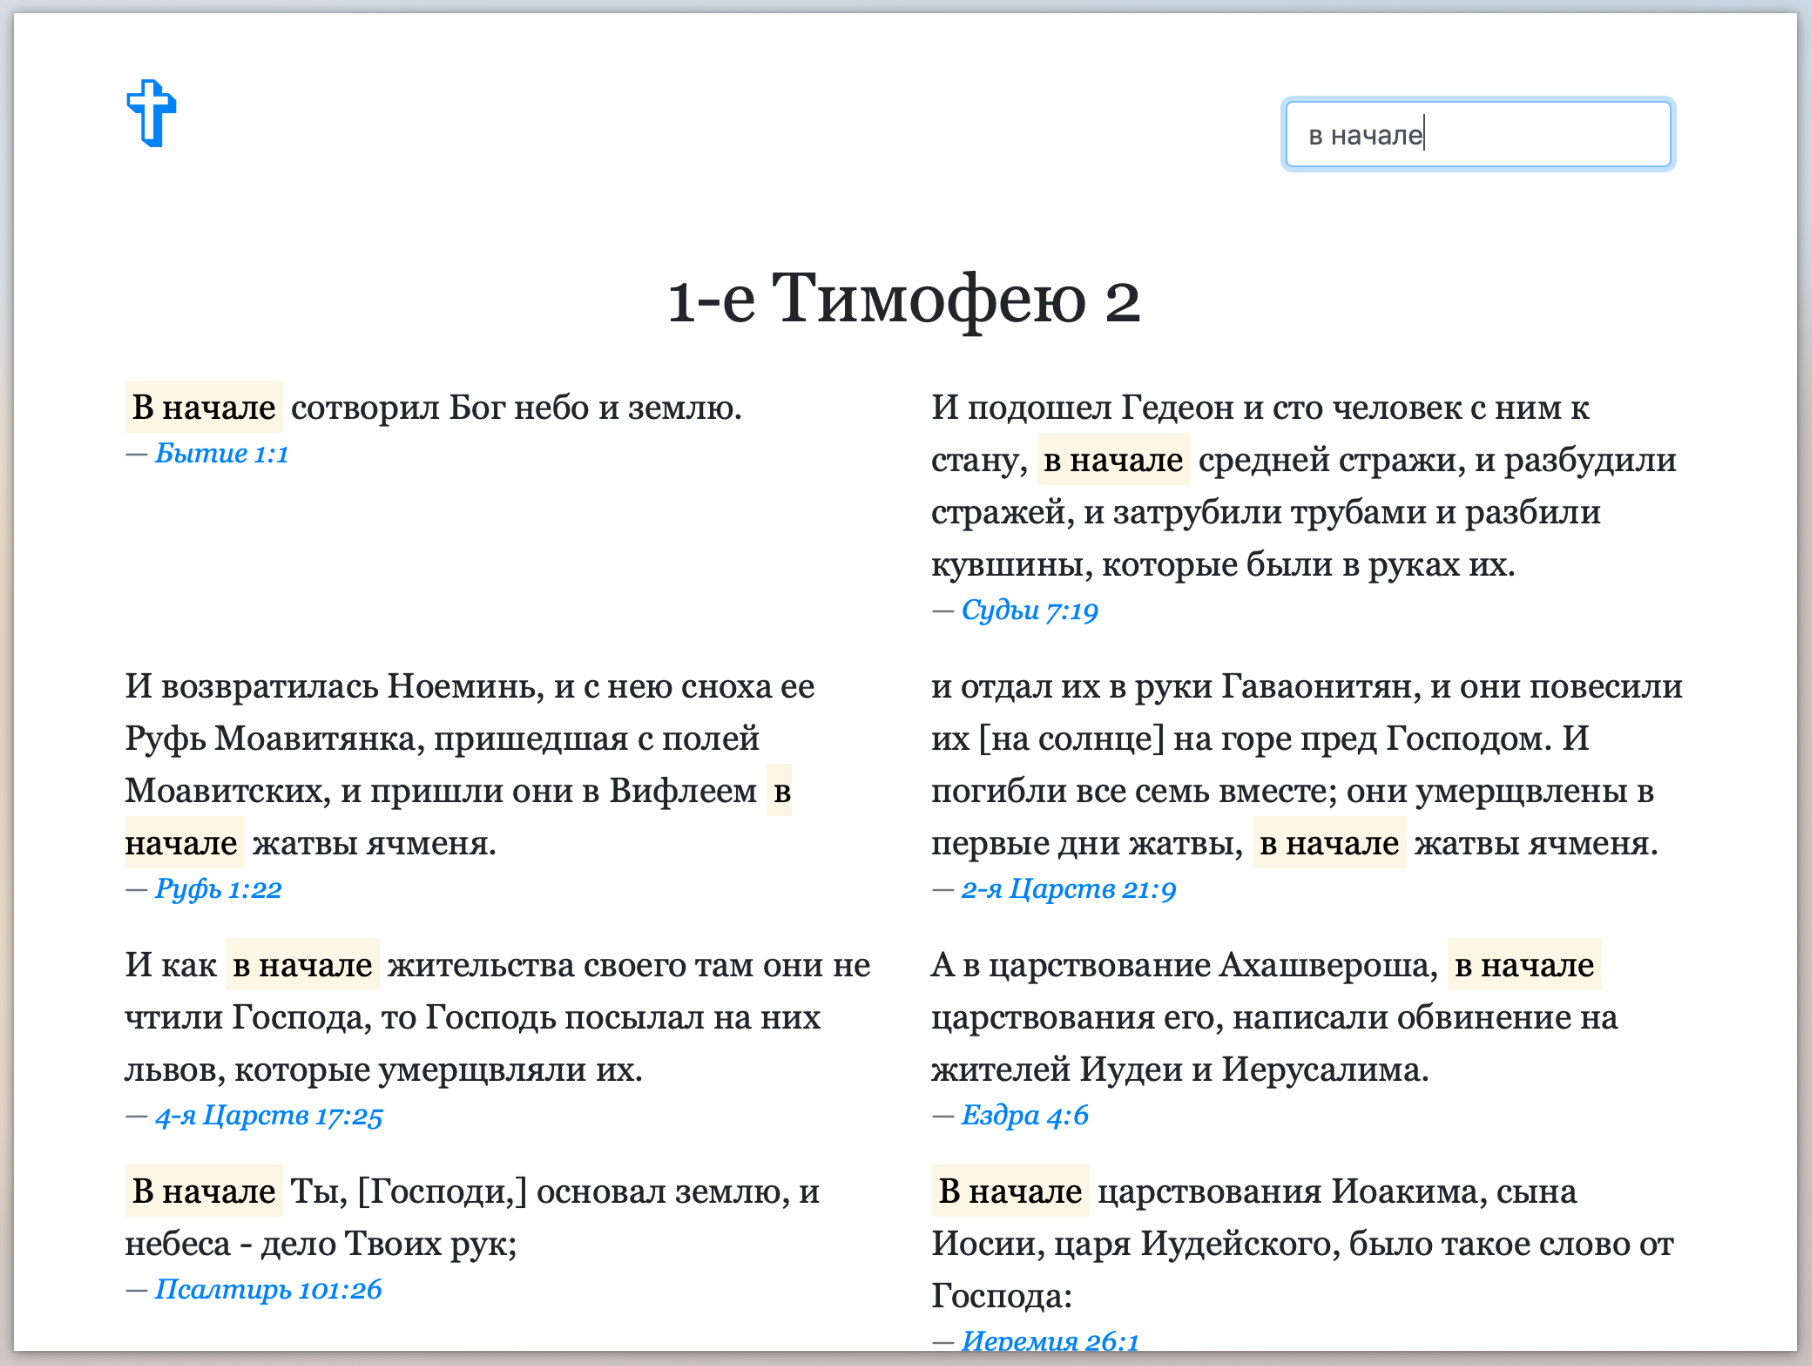 в начале
1-е Тимофею 2
В начале сотворил Бог небо и землю.
— Бытие 1:1
И подошел Гедеон и сто человек с ним к
стану, в начале средней стражи, и разбудили
стражей, и затрубили трубами и разбили
кувшины, которые были в руках их.
— Судьи 7:19
И возвратилась Ноеминь, и с нею сноха ее
Руфь Моавитянка, пришедшая с полей
Моавитских, и пришли они в Вифлеем в
начале жатвы ячменя.
— Руфь 1:22
и отдал их в руки Гаваонитян, и они повесили
их [на солнце] на горе пред Господом. И
погибли все семь вместе; они умерщвлены в
первые дни жатвы, в начале жатвы ячменя.
— 2-я Царств 21:9
И как в начале жительства своего там они не
чтили Господа, то Господь посылал на них
львов, которые умерщвляли их.
— 4-я Царств 17:25
А в царствование Ахашвероша, в начале
царствования его, написали обвинение на
жителей Иудеи и Иерусалима.
— Ездра 4:6
В начале Ты, [Господи,] основал землю, и
небеса - дело Твоих рук;
— Псалтирь 101:26
В начале царствования Иоакима, сына
Иосии, царя Иудейского, было такое слово от
Господа:
— Иеремия 26:1